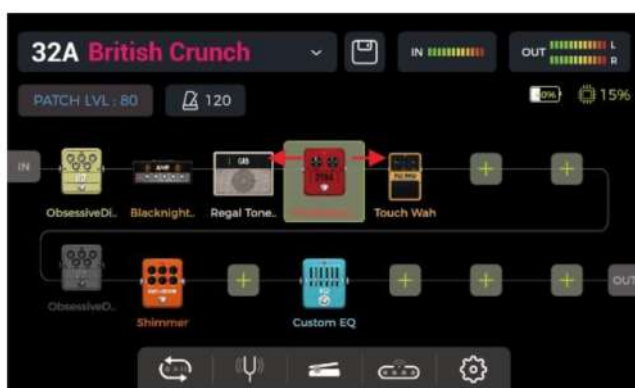 32A British Crunch
IN
OUT
L
R
PATCH LVL : 80
120
15%
IN
ObsessiveDi..
Blacknight..
Regal Tone..
Touch Wah
ObsessiveD..
Shimmer
Custom EQ
OUT